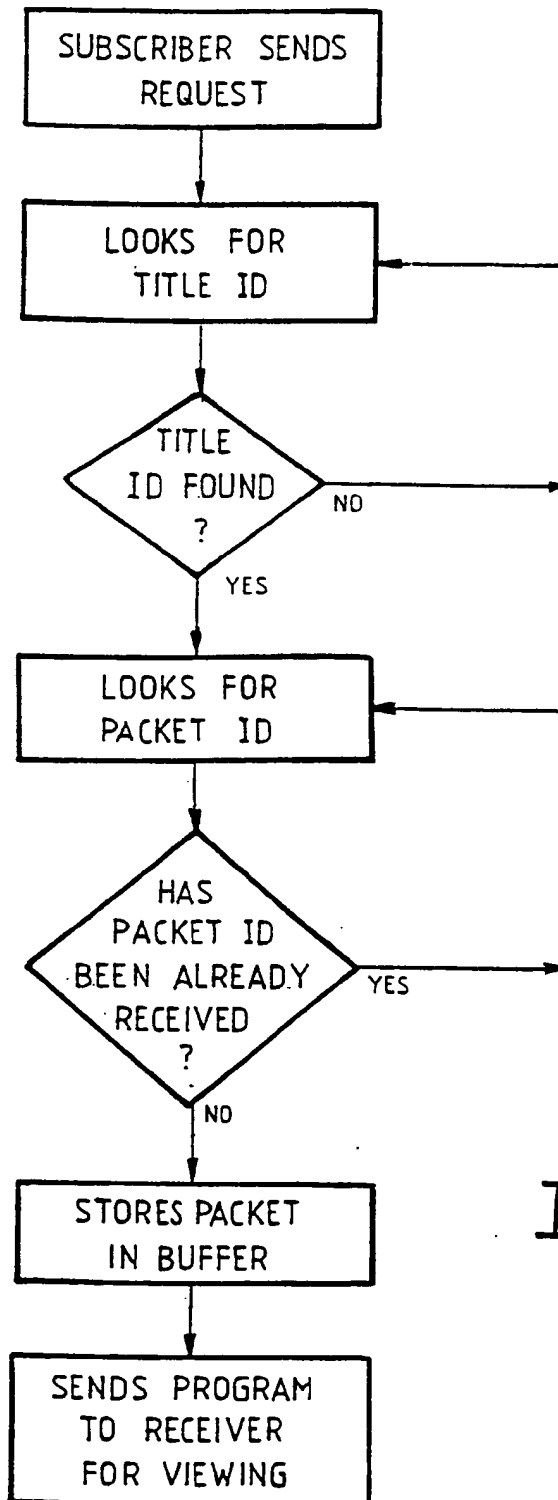 SUBSCRIBER SENDS
REQUEST
LOOKS FOR
TITLE ID
TITLE
ID FOUND
?
NO
YES
LOOKS FOR
PACKET ID
HAS
PACKET ID
BEEN ALREADY
RECEIVED
?
YES
NO
STORES PACKET
IN BUFFER
SENDS PROGRAM
TO RECEIVER
FOR VIEWING